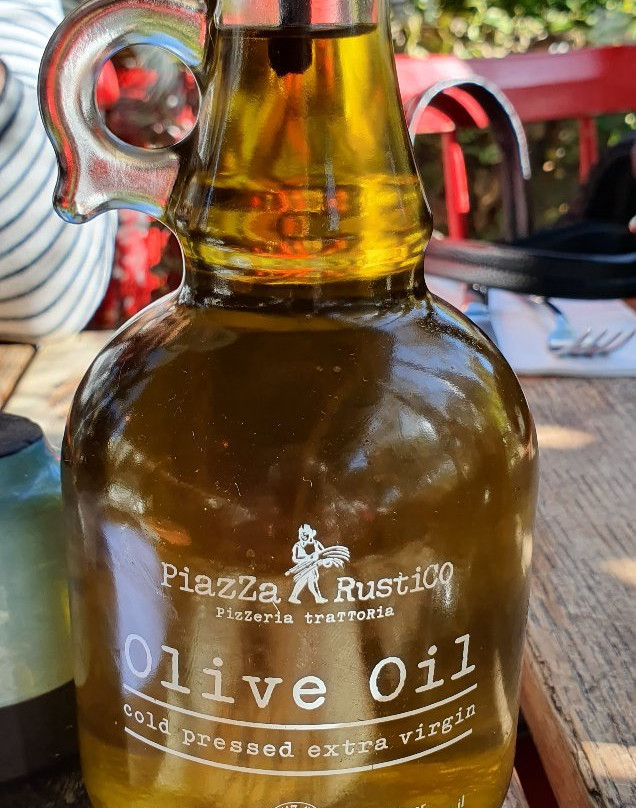 PiazZa RustiCO
PizZeria traTToRia
Olive Oil
cold pressed extra virgin